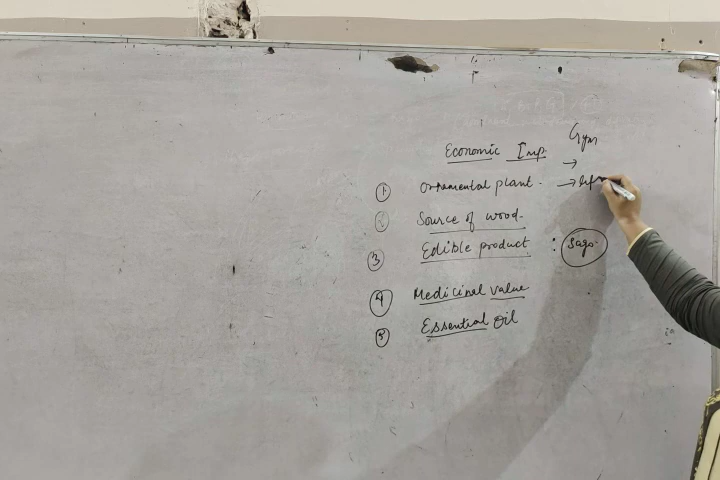 Gym
Economic Imp. →
① Ornamental plant. →
② Source of wood.
③ Edible product : Sago.
④ Medicinal value
⑤ Essential Oil